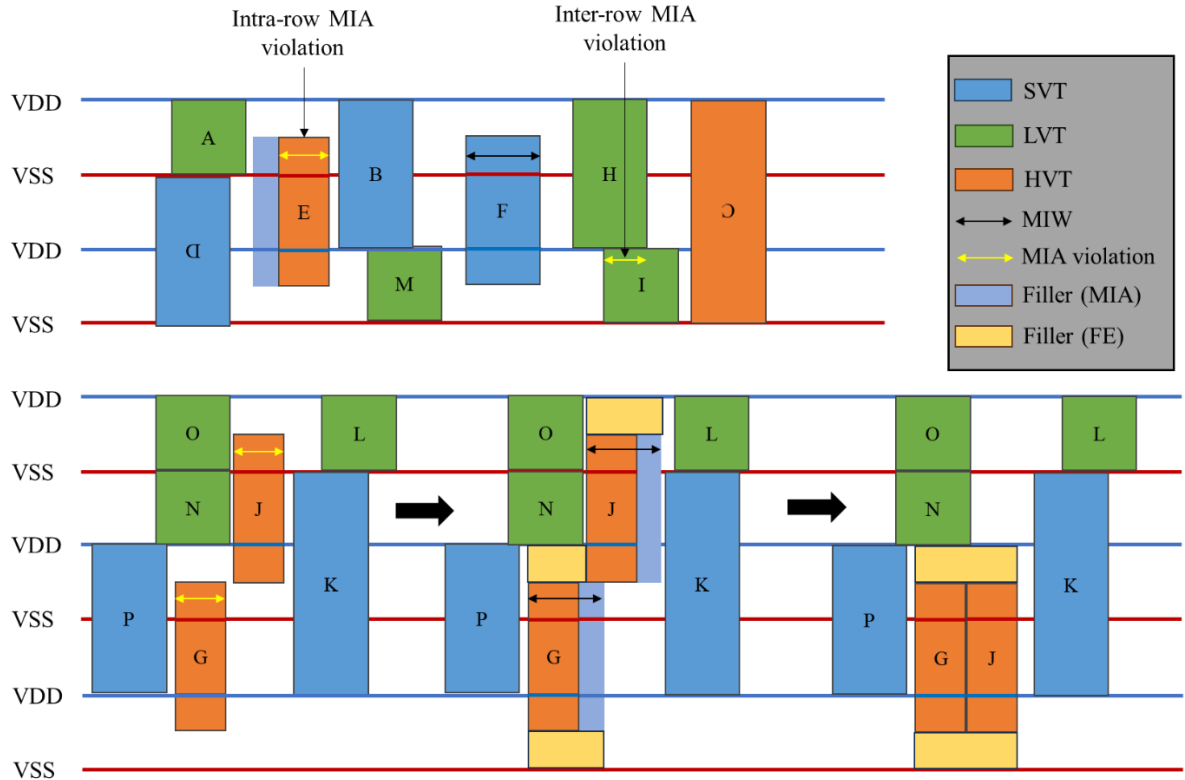 Intra-row MIA
violation
Inter-row MIA
violation
VDD
VSS
VDD
VSS
A
ᗡ
E
B
M
F
H
I
Ɔ
SVT
LVT
HVT
MIW
MIA violation
Filler (MIA)
Filler (FE)
VDD
VSS
VDD
VSS
VDD
VSS
O
N
J
L
P
G
K
O
N
J
L
P
G
K
O
N
L
P
G
J
K